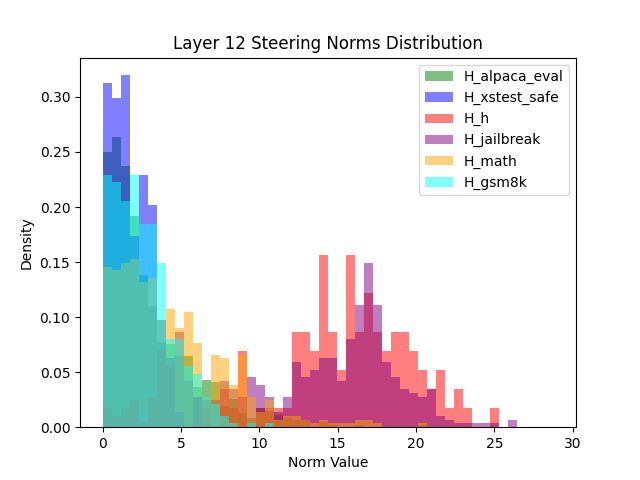 Layer 12 Steering Norms Distribution
H_alpaca_eval
H_xstest_safe
H_h
H_jailbreak
H_math
H_gsm8k
Density
0.30
0.25
0.20
0.15
0.10
0.05
0.00
0 5 10 15 20 25 30
Norm Value